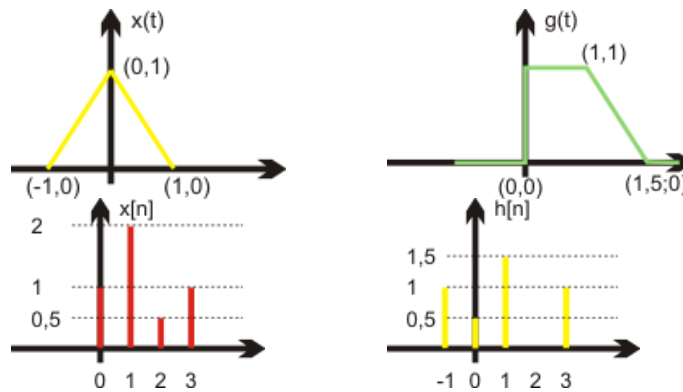 x(t)
(0,1)
(-1,0) (1,0)
g(t)
(1,1)
(0,0) (1,5;0)
x[n]
2
1
0,5
0 1 2 3
h[n]
1,5
1
0,5
-1 0 1 2 3